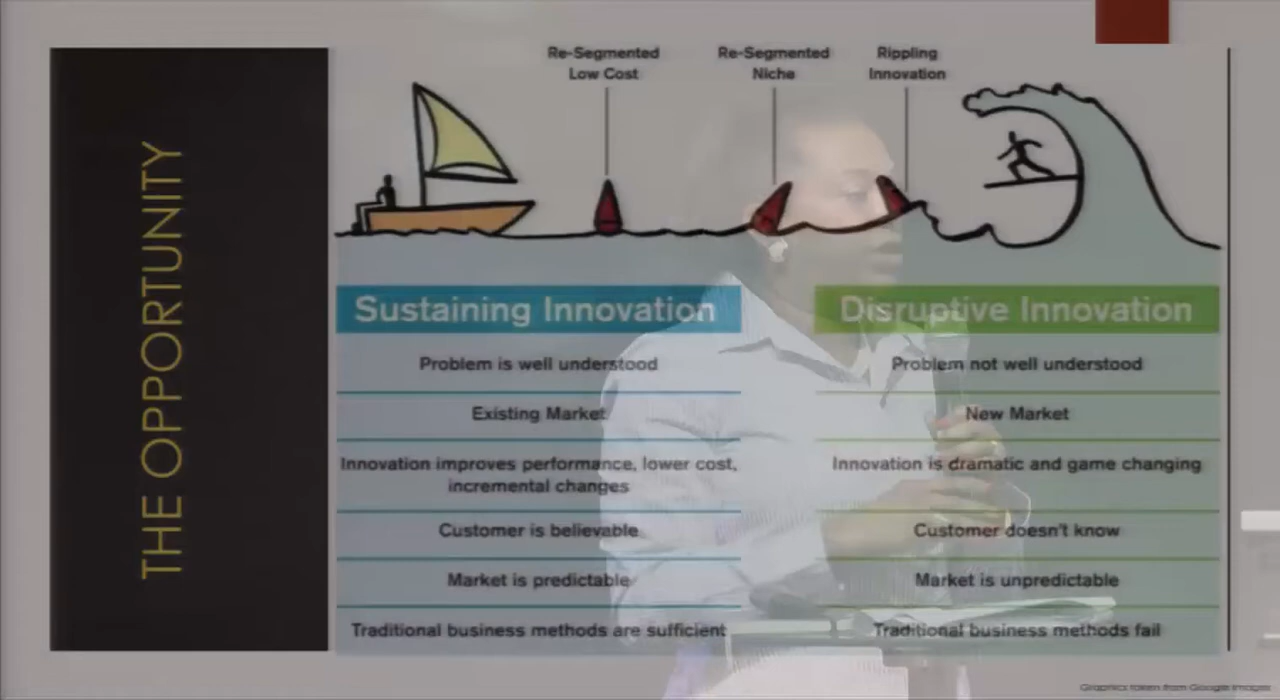 THE OPPORTUNITY
Re-Segmented
Low Cost
Re-Segmented
Niche
Rippling
Innovation
Sustaining Innovation
Problem is well understood
Existing Market
Innovation improves performance, lower cost,
incremental changes
Customer is believable
Market is predictable
Traditional business methods are sufficient
Disruptive Innovation
Problem not well understood
New Market
Innovation is dramatic and game changing
Customer doesn't know
Market is unpredictable
Traditional business methods fail
Graphics taken from Google Images